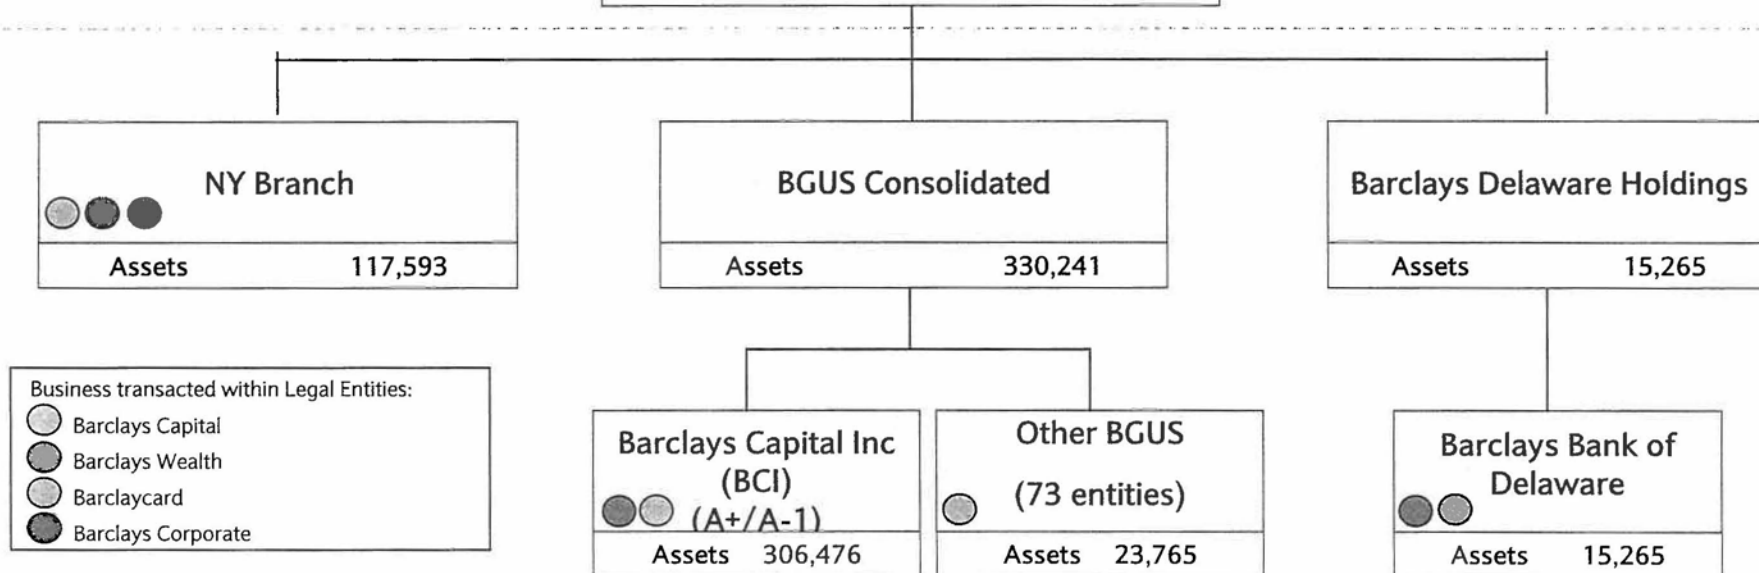 NY Branch
Assets 117,593
BGUS Consolidated
Assets 330,241
Barclays Delaware Holdings
Assets 15,265
Business transacted within Legal Entities:
Barclays Capital
Barclays Wealth
Barclaycard
Barclays Corporate
Barclays Capital Inc
(BCI)
(A+/A-1)
Assets 306,476
Other BGUS
(73 entities)
Assets 23,765
Barclays Bank of
Delaware
Assets 15,265